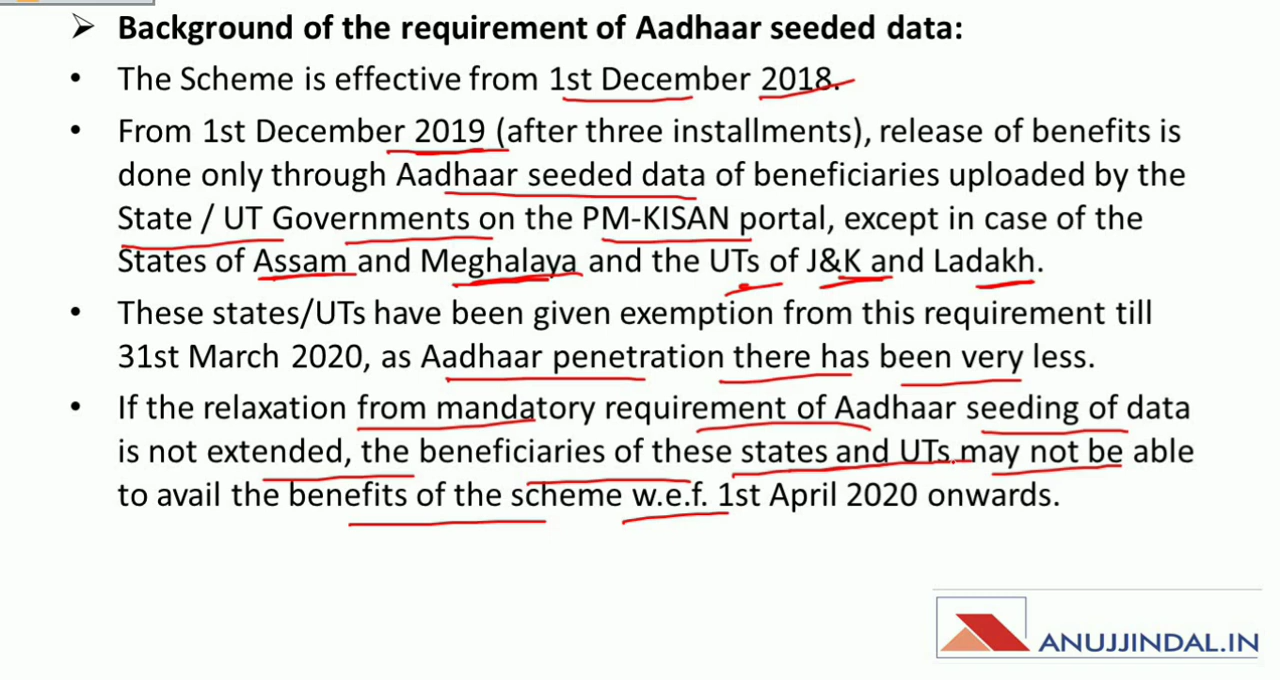 ➢ Background of the requirement of Aadhaar seeded data:
• The Scheme is effective from 1st December 2018.
• From 1st December 2019 (after three installments), release of benefits is
done only through Aadhaar seeded data of beneficiaries uploaded by the
State / UT Governments on the PM-KISAN portal, except in case of the
States of Assam and Meghalaya and the UTs of J&K and Ladakh.
• These states/UTs have been given exemption from this requirement till
31st March 2020, as Aadhaar penetration there has been very less.
• If the relaxation from mandatory requirement of Aadhaar seeding of data
is not extended, the beneficiaries of these states and UTs may not be able
to avail the benefits of the scheme w.e.f. 1st April 2020 onwards.
ANUJJINDAL.IN